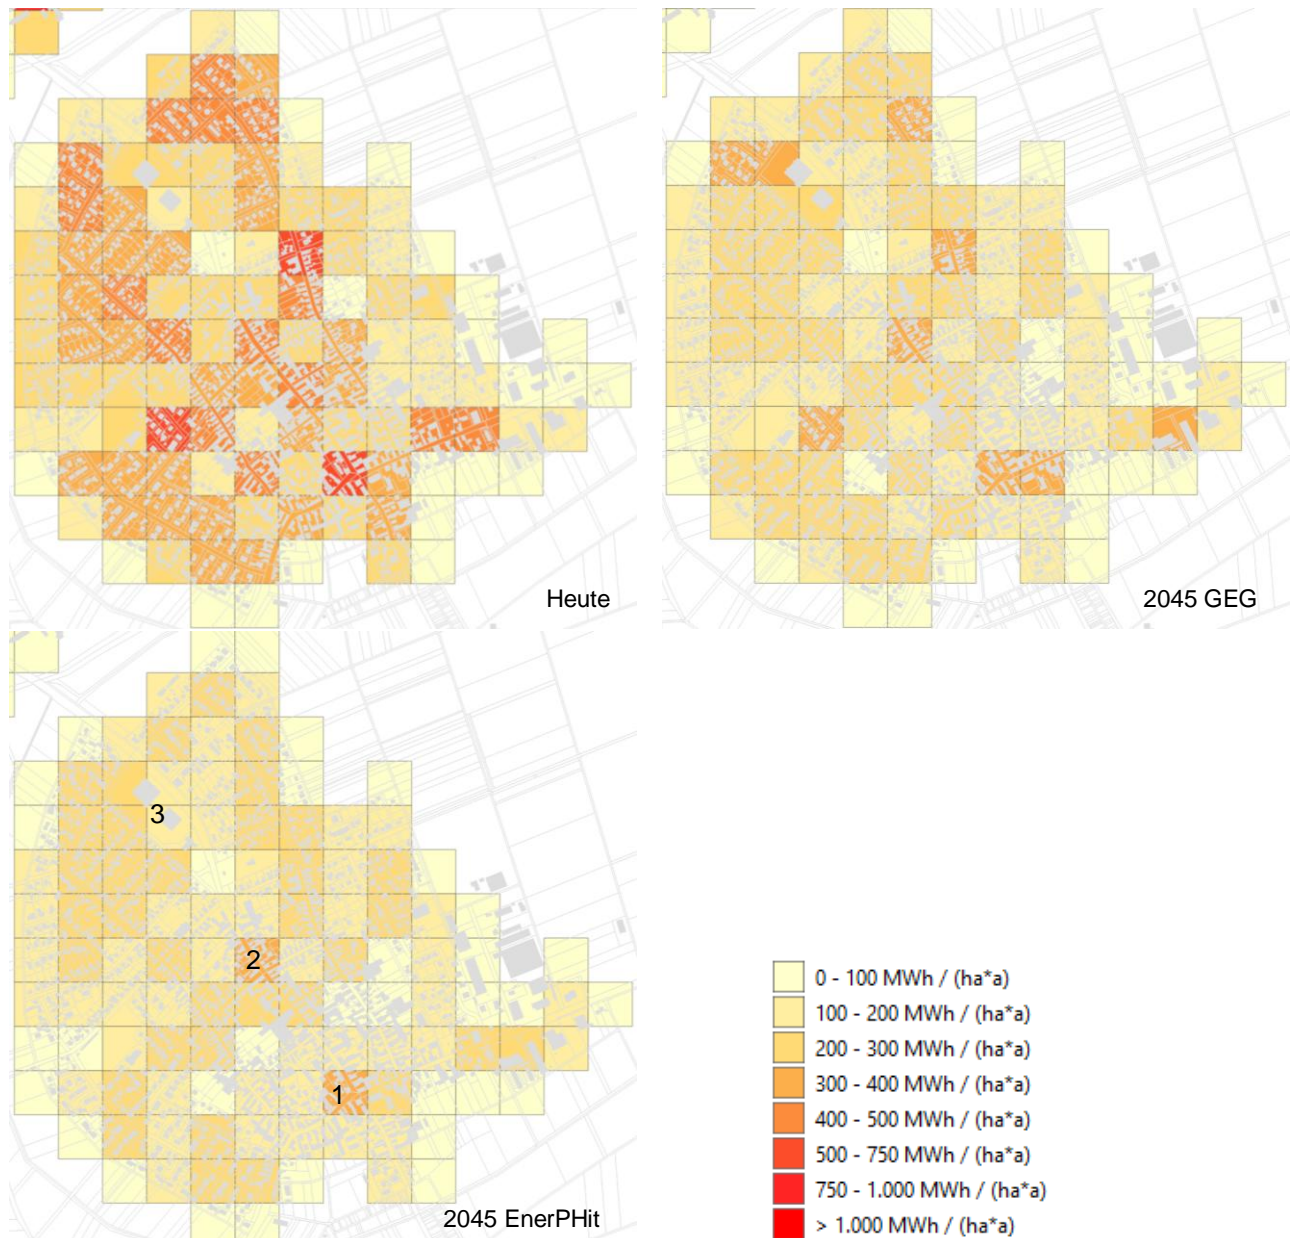 Heute
2045 GEG
3
2
1
2045 EnerPHit
0 - 100 MWh / (ha*a)
100 - 200 MWh / (ha*a)
200 - 300 MWh / (ha*a)
300 - 400 MWh / (ha*a)
400 - 500 MWh / (ha*a)
500 - 750 MWh / (ha*a)
750 - 1.000 MWh / (ha*a)
> 1.000 MWh / (ha*a)